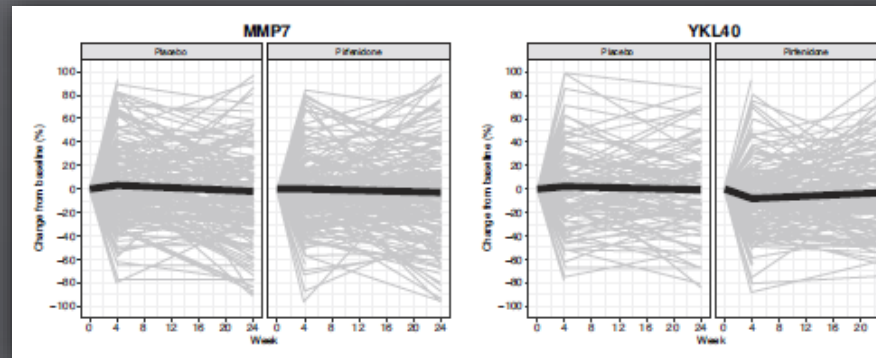 MMP7
Placebo
Pirfenidone
Change from baseline (%)
100
80
60
40
20
0
−20
−40
−60
−80
−100
0 4 8 12 16 20 24
0 4 8 12 16 20 24
Week
YKL40
Placebo
Pirfenidone
Change from baseline (%)
100
80
60
40
20
0
−20
−40
−60
−80
−100
0 4 8 12 16 20 24
0 4 8 12 16 20
Week